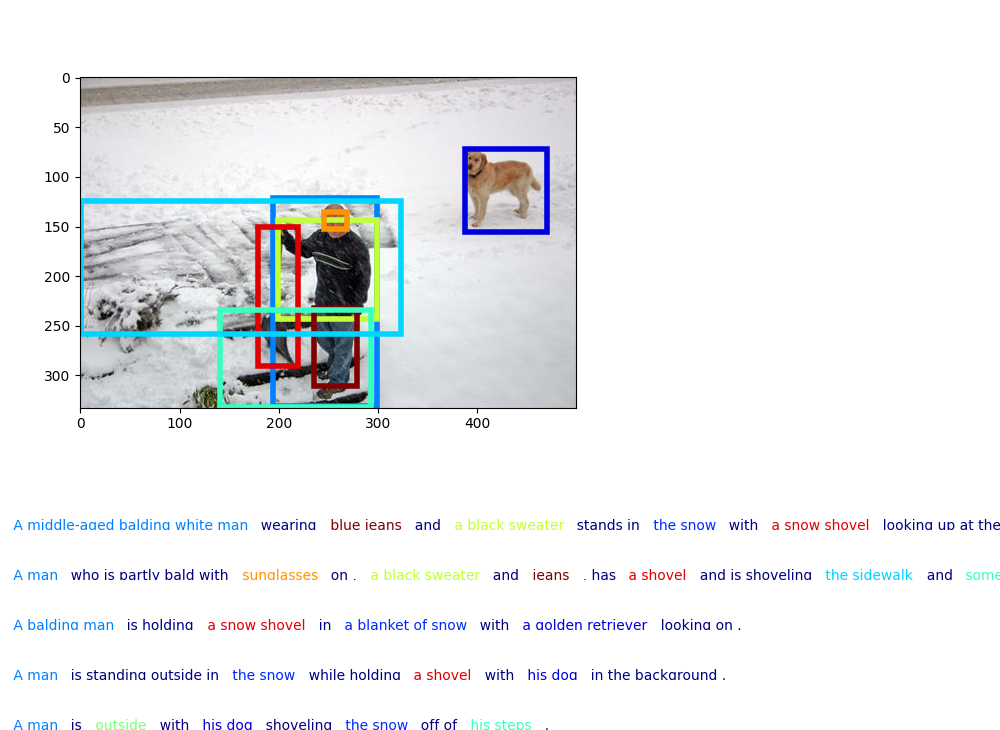 0
50
100
150
200
250
300
0 100 200 300 400
A middle-aged balding white man wearing blue jeans and a black sweater stands in the snow with a snow shovel looking up at the
A man who is partly bald with sunglasses on . a black sweater and jeans . has a shovel and is shoveling the sidewalk and some
A balding man is holding a snow shovel in a blanket of snow with a golden retriever looking on .
A man is standing outside in the snow while holding a shovel with his dog in the background .
A man is outside with his dog shoveling the snow off of his steps .